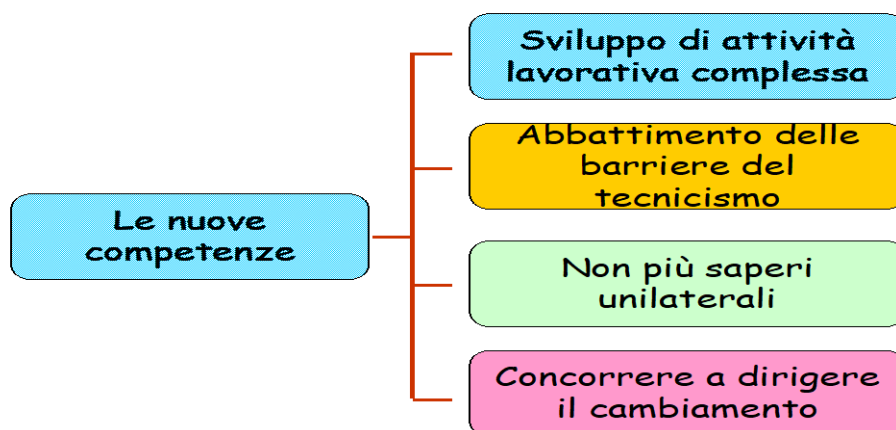 Le nuove
competenze
Sviluppo di attività
lavorativa complessa
Abbattimento delle
barriere del
tecnicismo
Non più saperi
unilaterali
Concorrere a dirigere
il cambiamento